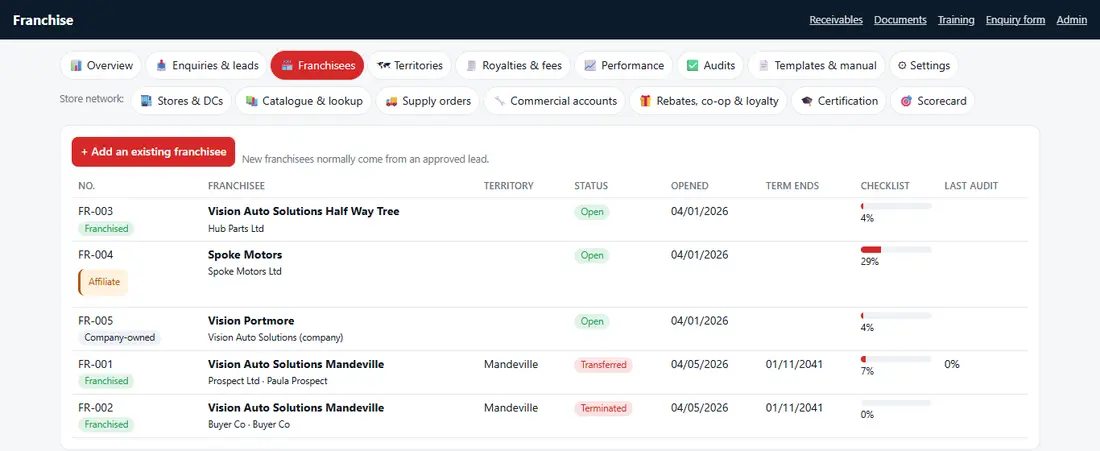 Franchise Receivables Documents Training Enquiry form Admin
Overview Enquiries & leads Franchisees Territories Royalties & fees Performance Audits Templates & manual Settings
Store network: Stores & DCs Catalogue & lookup Supply orders Commercial accounts Rebates, co-op & loyalty Certification Scorecard
+ Add an existing franchisee New franchisees normally come from an approved lead.
NO. FRANCHISEE TERRITORY STATUS OPENED TERM ENDS CHECKLIST LAST AUDIT
FR-003 Vision Auto Solutions Half Way Tree Open 04/01/2026
4%
Franchised Hub Parts Ltd
FR-004 Spoke Motors Open 04/01/2026
29%
Spoke Motors Ltd
Affiliate
FR-005 Vision Portmore Open 04/01/2026
4%
Company-owned Vision Auto Solutions (company)
FR-001 Vision Auto Solutions Mandeville Mandeville Transferred 04/05/2026 01/11/2041 0%
7%
Franchised Prospect Ltd · Paula Prospect
FR-002 Vision Auto Solutions Mandeville Mandeville Terminated 04/05/2026 01/11/2041
0%
Franchised Buyer Co · Buyer Co